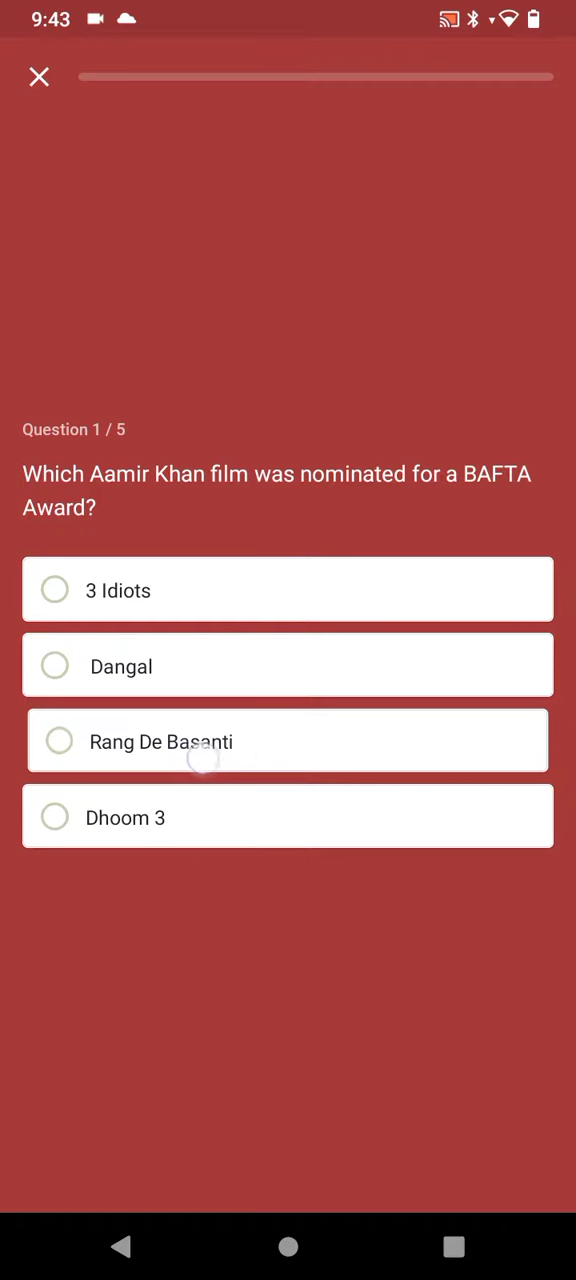 9:43
Question 1 / 5
Which Aamir Khan film was nominated for a BAFTA
Award?
3 Idiots
Dangal
Rang De Basanti
Dhoom 3